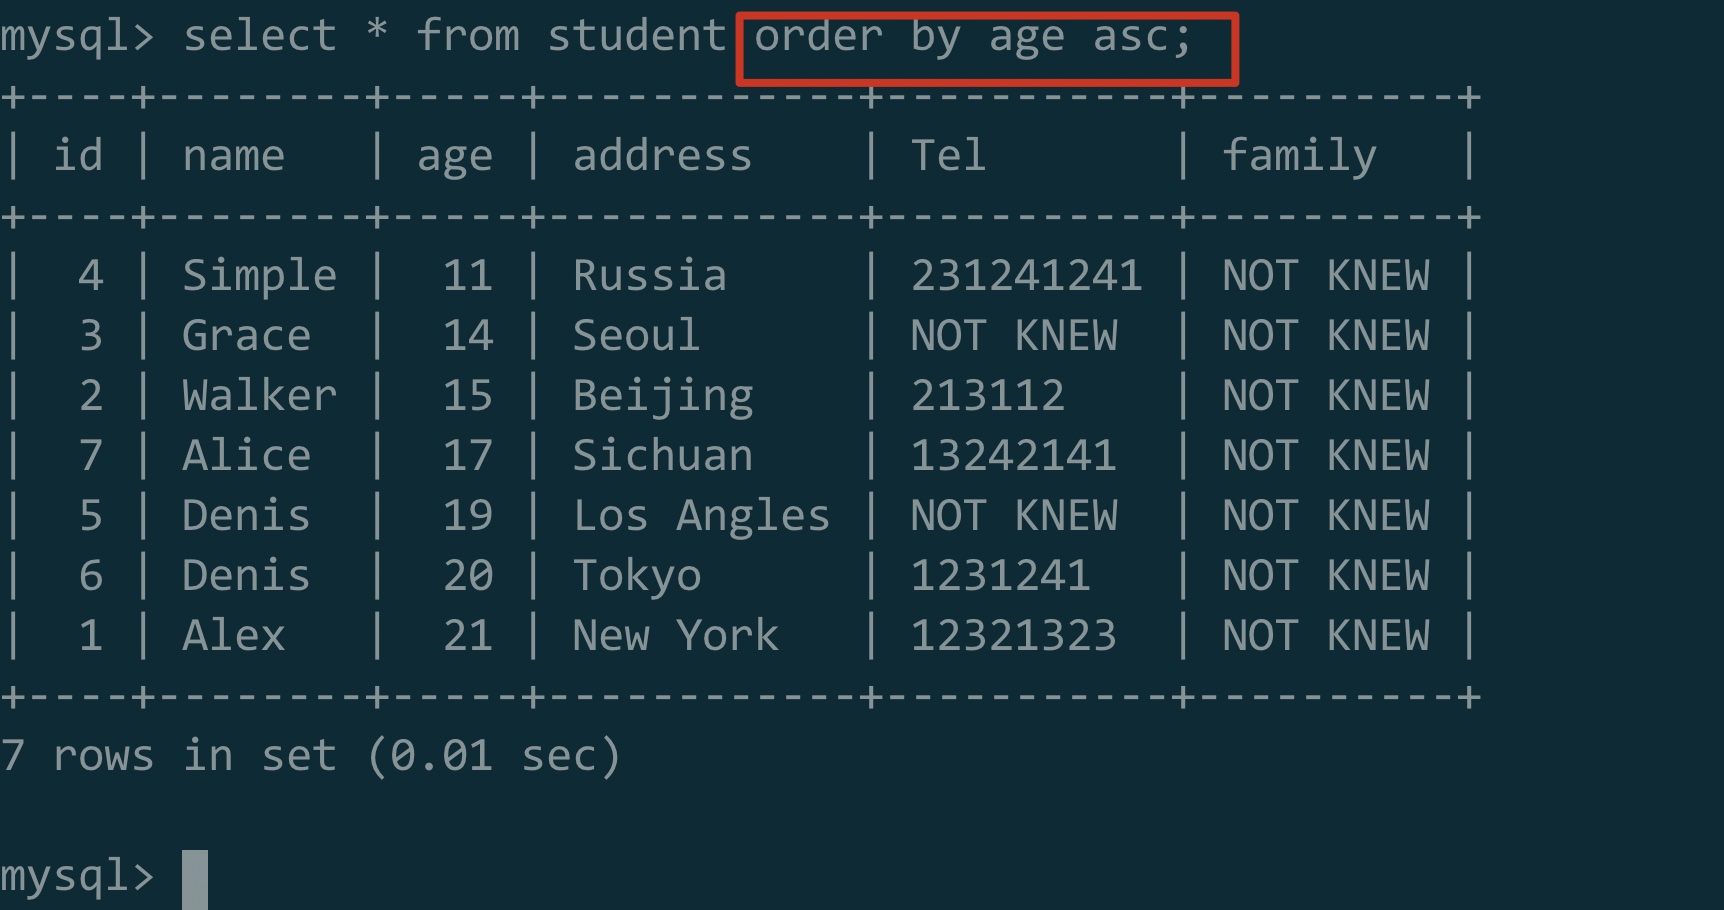 mysql> select * from student order by age asc;
+----+--------+-----+------------+-----------+----------+
| id | name   | age | address    | Tel       | family   |
+----+--------+-----+------------+-----------+----------+
|  4 | Simple |  11 | Russia     | 231241241 | NOT KNEW |
|  3 | Grace  |  14 | Seoul      | NOT KNEW  | NOT KNEW |
|  2 | Walker |  15 | Beijing    | 213112    | NOT KNEW |
|  7 | Alice  |  17 | Sichuan    | 13242141  | NOT KNEW |
|  5 | Denis  |  19 | Los Angles | NOT KNEW  | NOT KNEW |
|  6 | Denis  |  20 | Tokyo      | 1231241   | NOT KNEW |
|  1 | Alex   |  21 | New York   | 12321323  | NOT KNEW |
+----+--------+-----+------------+-----------+----------+
7 rows in set (0.01 sec)
mysql>